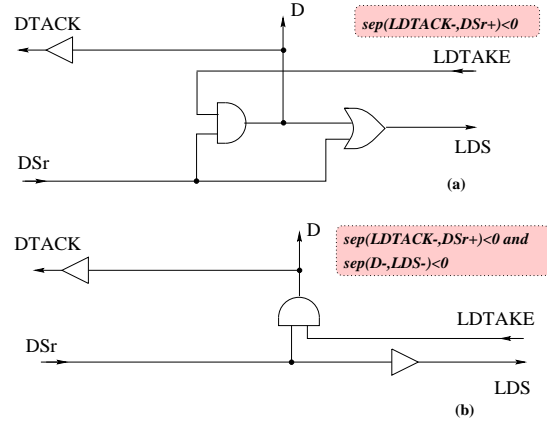 D
sep(LDTACK-,DSr+)<0
DTACK
LDTAKE
DSr
LDS
(a)
D
sep(LDTACK-,DSr+)<0 and
sep(D-,LDS-)<0
DTACK
LDTAKE
DSr
LDS
(b)